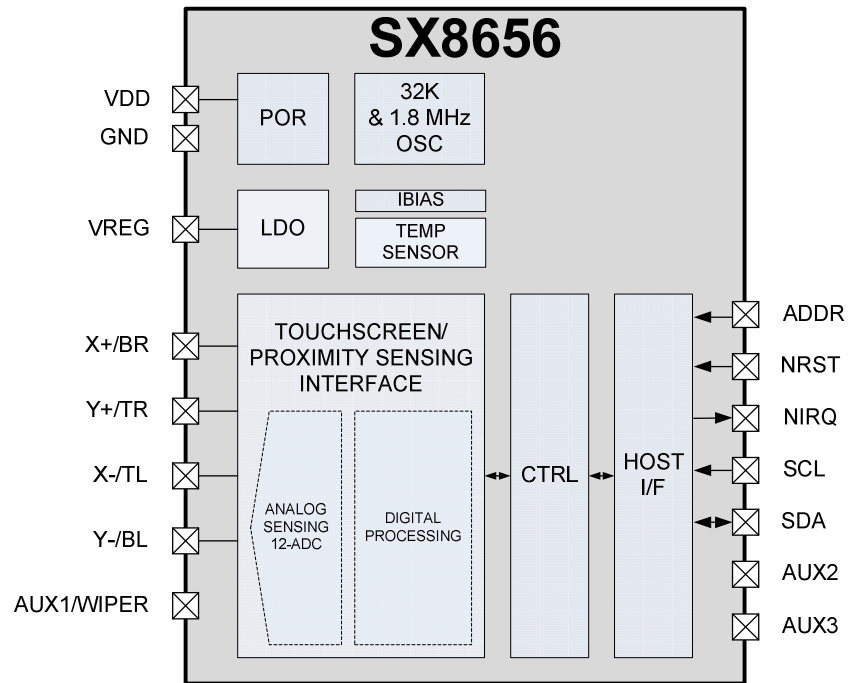 SX8656
VDD
GND
VREG
X+/BR
Y+/TR
X-/TL
Y-/BL
AUX1/WIPER
POR
32K
& 1.8 MHz
OSC
LDO
IBIAS
TEMP
SENSOR
TOUCHSCREEN/
PROXIMITY SENSING
INTERFACE
ANALOG
SENSING
12-ADC
DIGITAL
PROCESSING
CTRL
HOST
I/F
ADDR
NRST
NIRQ
SCL
SDA
AUX2
AUX3